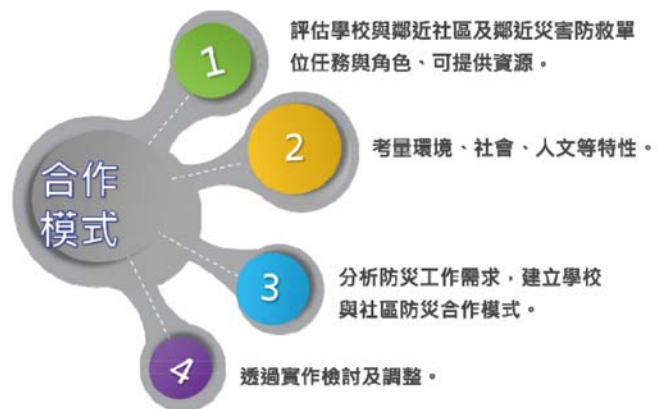 合作
模式
1
評估學校與鄰近社區及鄰近災害防救單
位任務與角色、可提供資源。
2
考量環境、社會、人文等特性。
3
分析防災工作需求，建立學校
與社區防災合作模式。
4
透過實作檢討及調整。